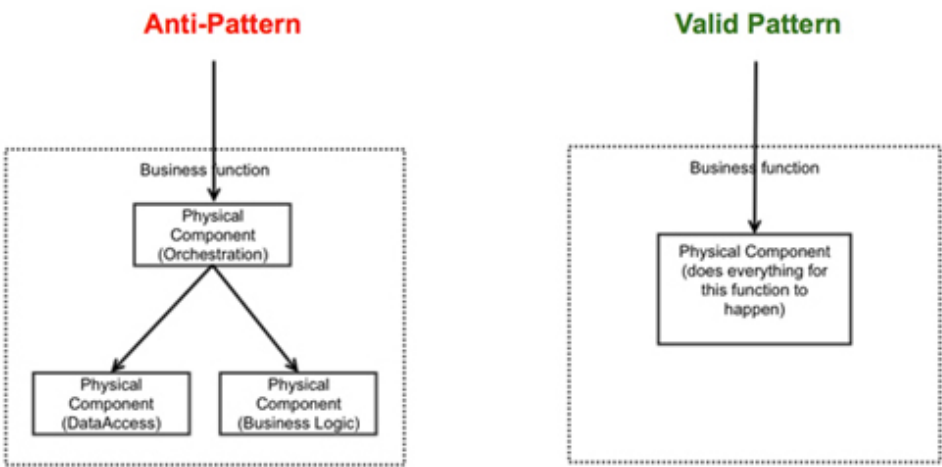 Anti-Pattern
Business function
Physical
Component
(Orchestration)
Physical
Component
(DataAccess)
Physical
Component
(Business Logic)
Valid Pattern
Business function
Physical Component
(does everything for
this function to
happen)